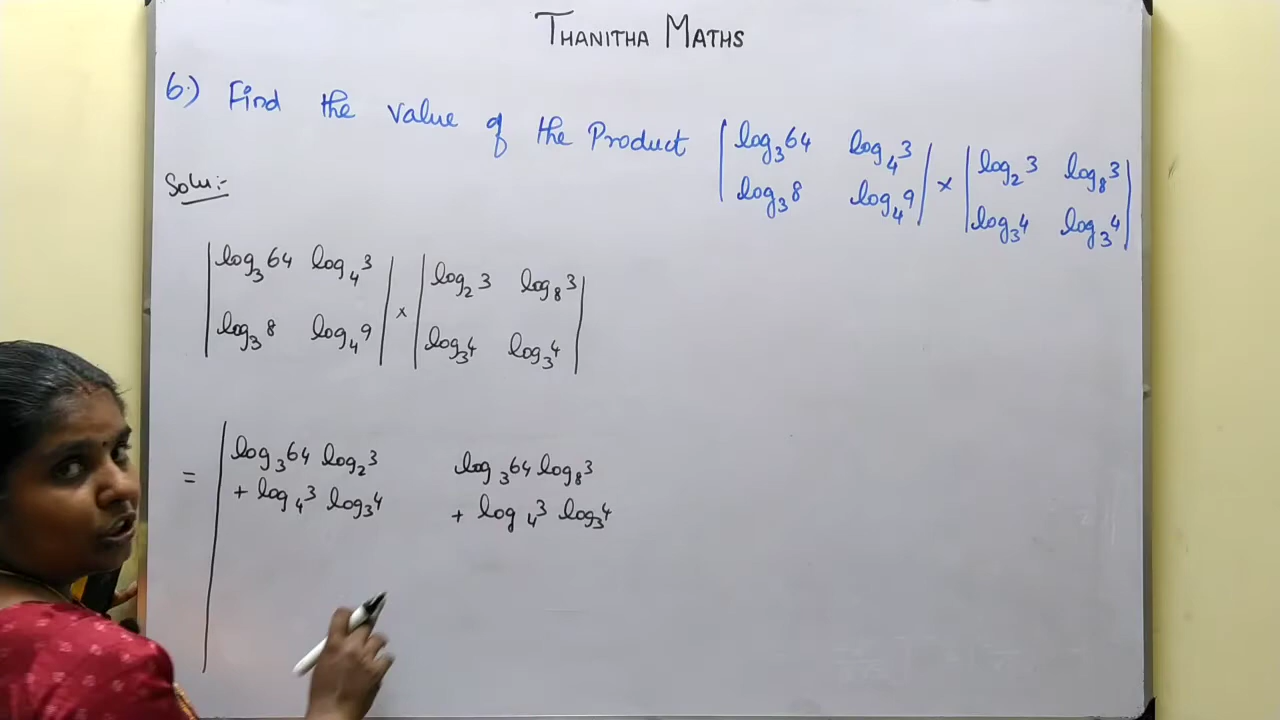 THANITHA MATHS
6.) Find the value of the Product | log₃64 log₄3 | × | log₂3 log₈3 |
| log₃8 log₄9 | | log₃4 log₃4 |
Solu:-
| log₃64 log₄3 | × | log₂3 log₈3 |
| log₃8 log₄9 | | log₃4 log₃4 |
= | log₃64 log₂3 log₃64 log₈3
+ log₄3 log₃4 + log₄3 log₃4